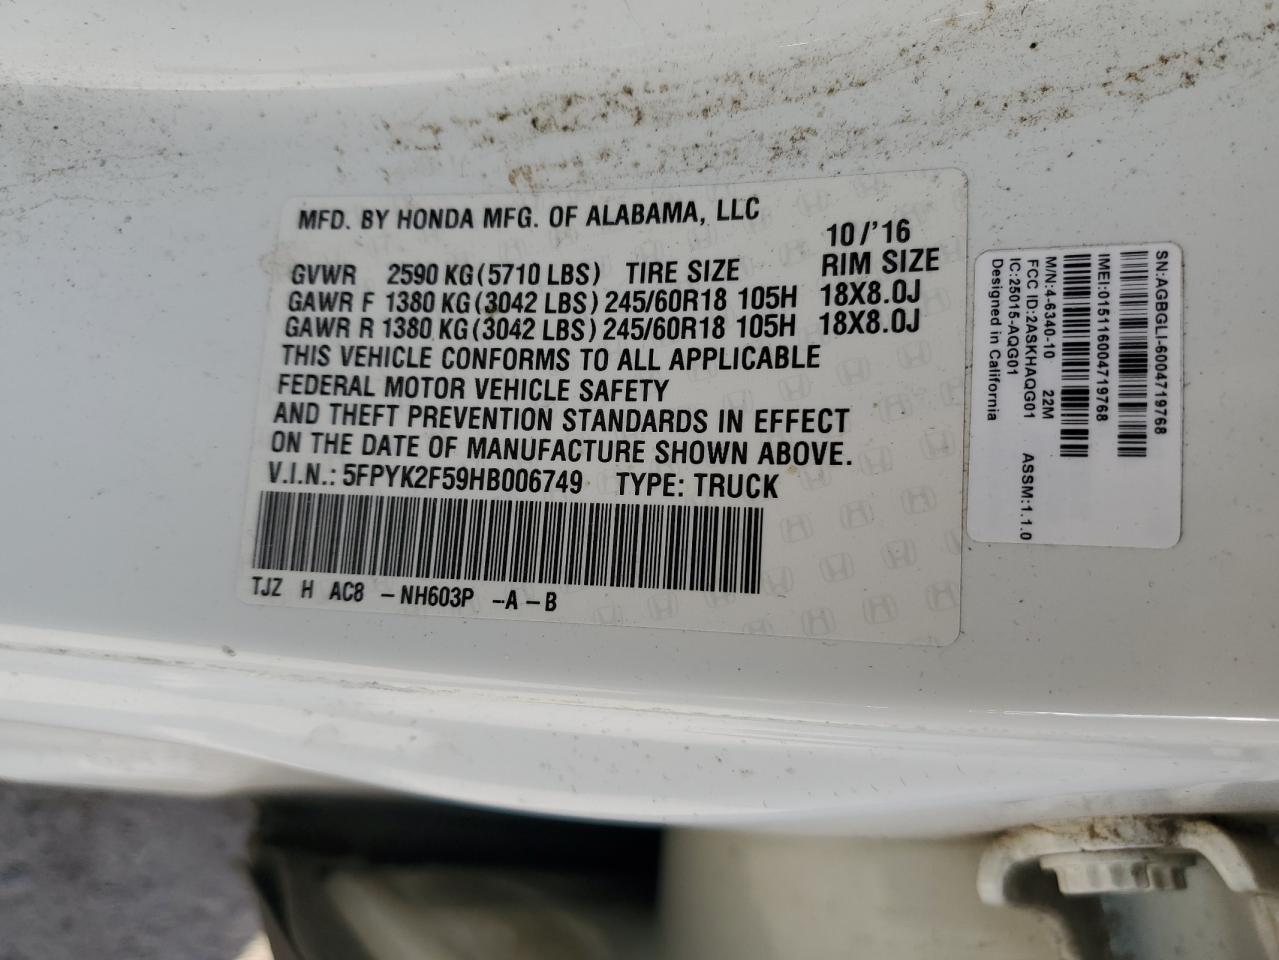 MFD. BY HONDA MFG. OF ALABAMA, LLC
10/'16
GVWR 2590 KG(5710 LBS) TIRE SIZE RIM SIZE
GAWR F 1380 KG(3042 LBS) 245/60R18 105H 18X8.0J
GAWR R 1380 KG(3042 LBS) 245/60R18 105H 18X8.0J
THIS VEHICLE CONFORMS TO ALL APPLICABLE
FEDERAL MOTOR VEHICLE SAFETY
AND THEFT PREVENTION STANDARDS IN EFFECT
ON THE DATE OF MANUFACTURE SHOWN ABOVE.
V.I.N.: 5FPYK2F59HB006749 TYPE: TRUCK
TJZ H AC8 -NH603P -A-B
SN:AGBGLI-6004719768
IMEI:015116004719768
M/N:4-6340-10 22M
FCC ID:2ASKHAQG01 ASSM:1.1.0
IC:25015-AQG01
Designed in California